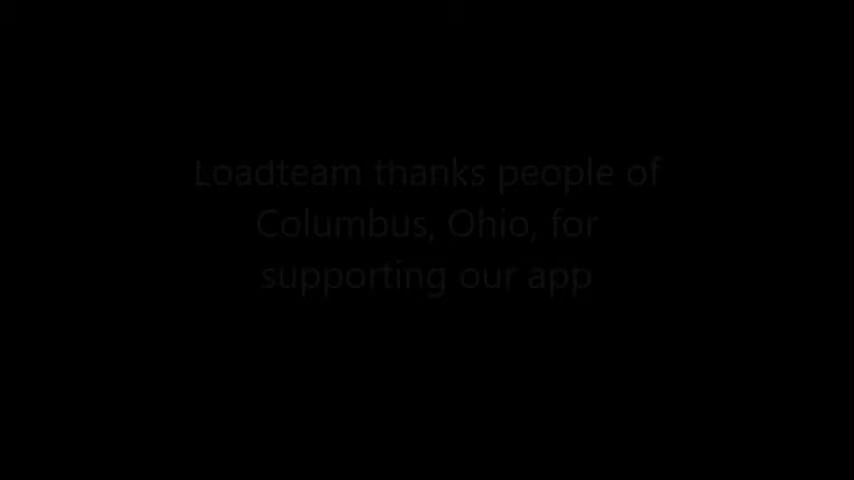 Loadteam thanks people of
Columbus, Ohio, for
supporting our app